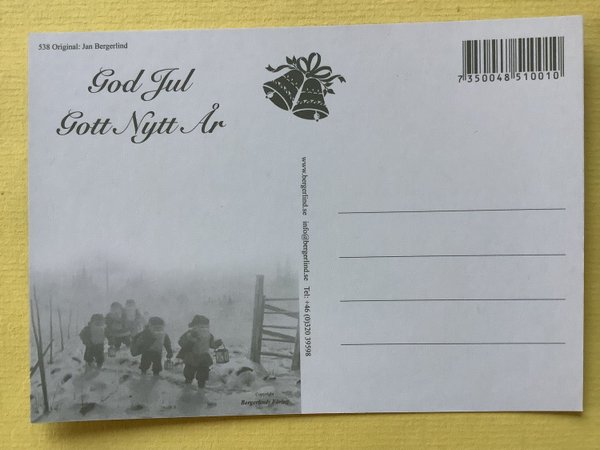 538 Original: Jan Bergerlind
God Jul
Gott Nytt År
7 350048 510010
www.bergerlind.se info@bergerlind.se Tel: +46 (0)320 39598
Copyright
Bergerlinds Förlag